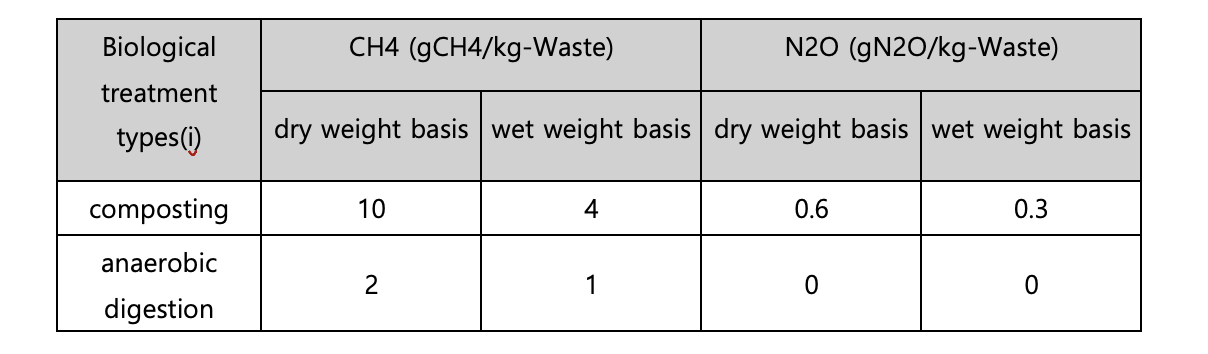 Biological
treatment
types(i)
CH4 (gCH4/kg-Waste)
N2O (gN2O/kg-Waste)
dry weight basis
wet weight basis
dry weight basis
wet weight basis
composting
10
4
0.6
0.3
anaerobic
digestion
2
1
0
0